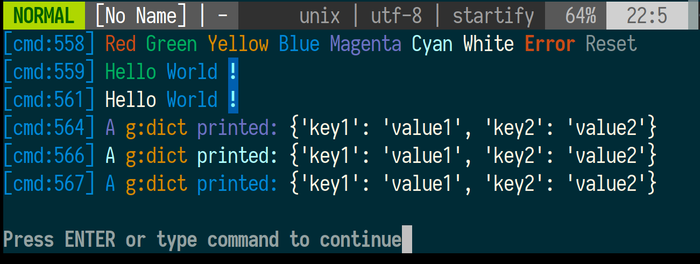 NORMAL [No Name] | - unix | utf-8 | startify 64% 22:5
[cmd:558] Red Green Yellow Blue Magenta Cyan White Error Reset
[cmd:559] Hello World !
[cmd:561] Hello World !
[cmd:564] A g:dict printed: {'key1': 'value1', 'key2': 'value2'}
[cmd:566] A g:dict printed: {'key1': 'value1', 'key2': 'value2'}
[cmd:567] A g:dict printed: {'key1': 'value1', 'key2': 'value2'}
Press ENTER or type command to continue